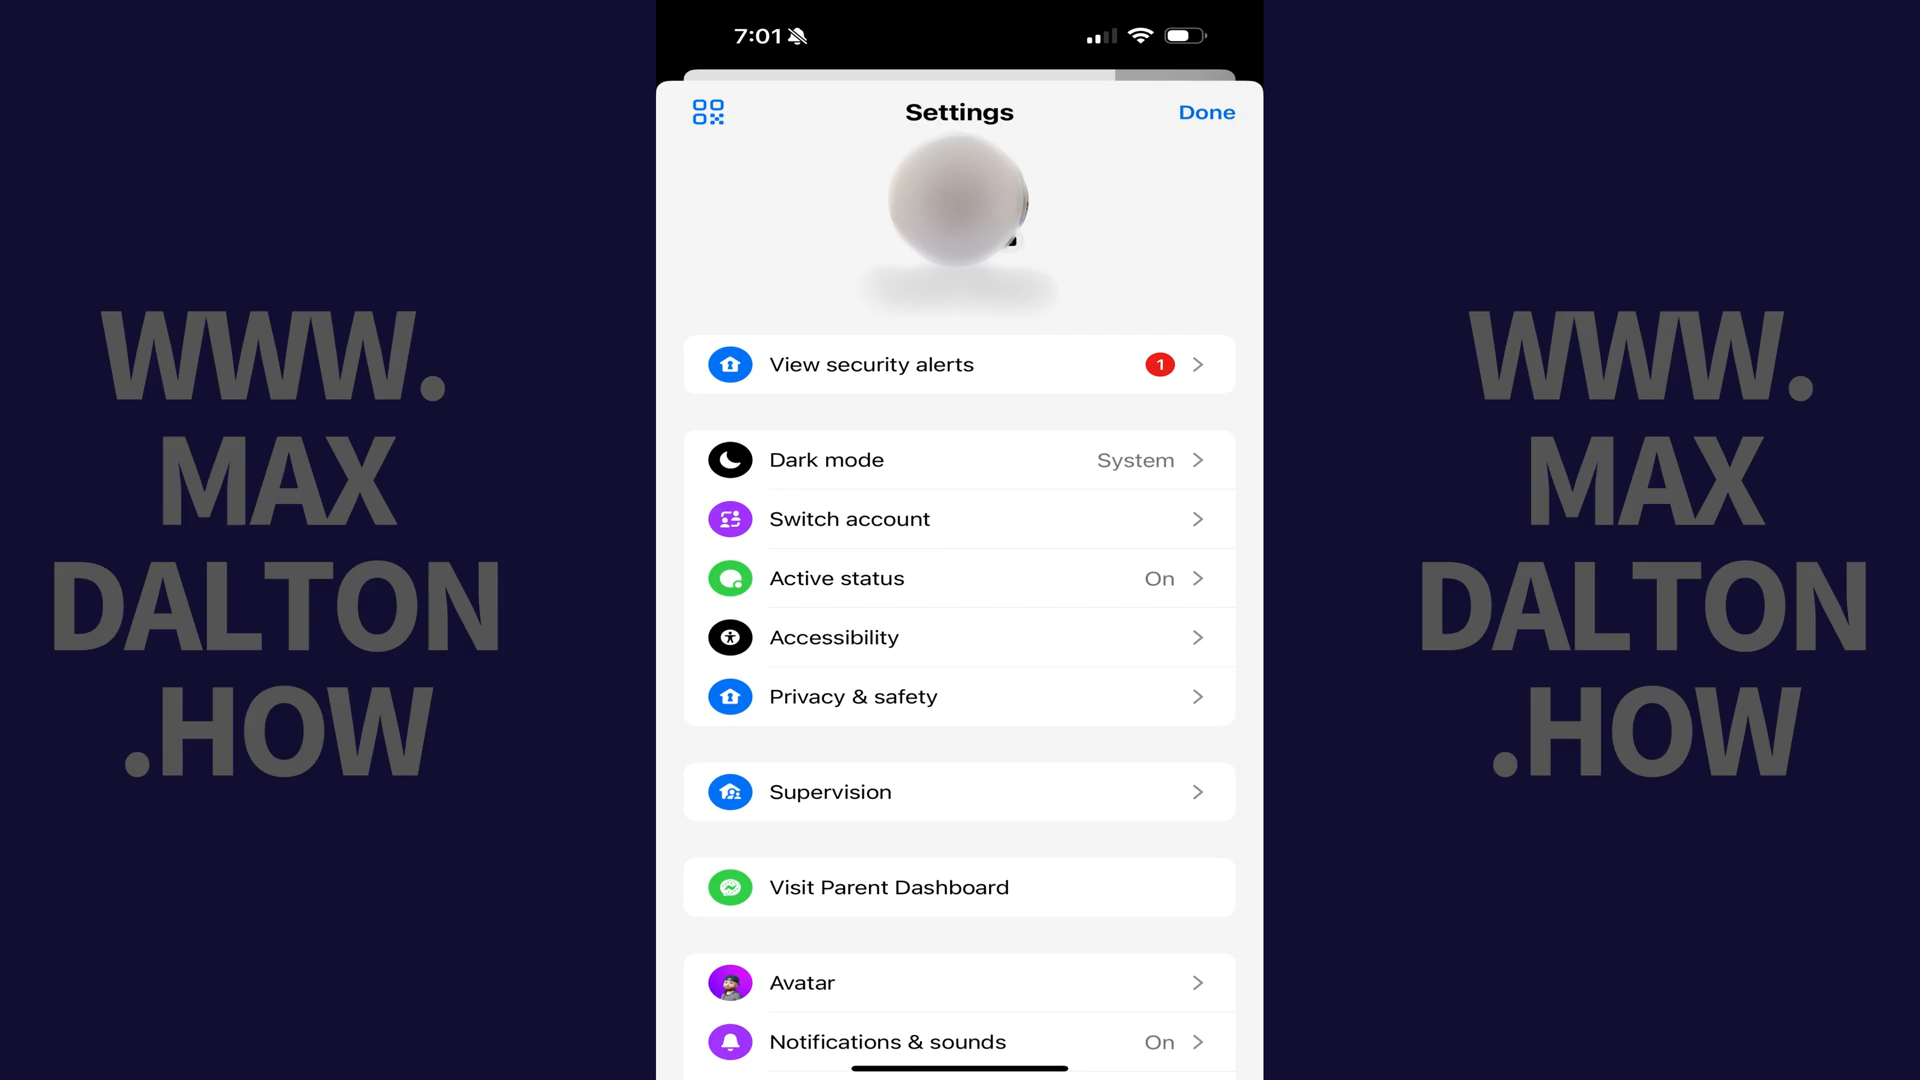 7:01
Settings
Done
View security alerts
1
Dark mode
System
Switch account
Active status
On
Accessibility
Privacy & safety
Supervision
Visit Parent Dashboard
Avatar
Notifications & sounds
On
WWW.
MAX
DALTON
.HOW
WWW.
MAX
DALTON
.HOW